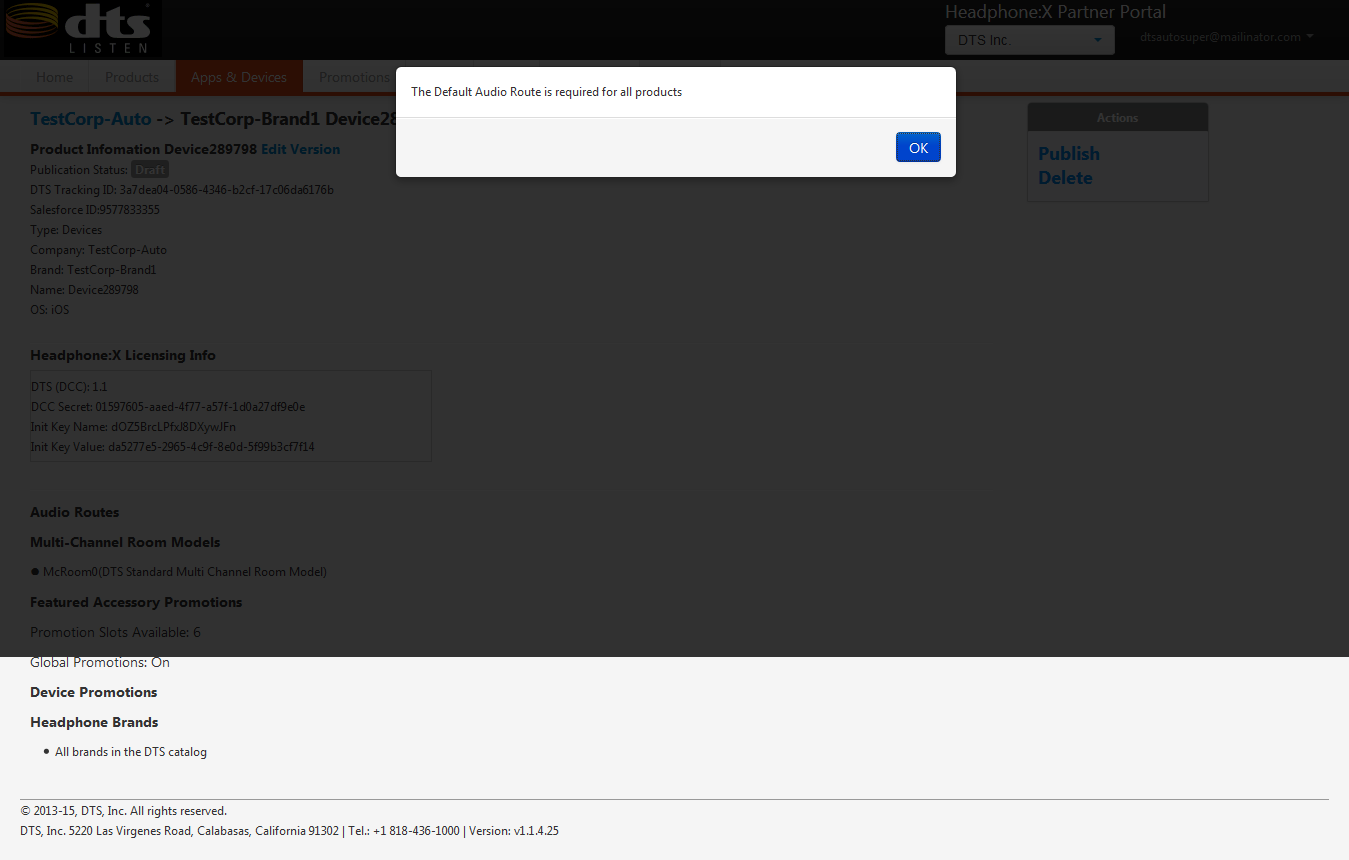 dts
LISTEN
Headphone:X Partner Portal
DTS Inc.
dtsautosuper@mailinator.com
Home
Products
Apps & Devices
Promotions
The Default Audio Route is required for all products
OK
TestCorp-Auto -> TestCorp-Brand1 Device28
Actions
Publish
Delete
Product Infomation Device289798 Edit Version
Publication Status: Draft
DTS Tracking ID: 3a7dea04-0586-4346-b2cf-17c06da6176b
Salesforce ID:9577833355
Type: Devices
Company: TestCorp-Auto
Brand: TestCorp-Brand1
Name: Device289798
OS: iOS
Headphone:X Licensing Info
DTS (DCC): 1.1
DCC Secret: 01597605-aaed-4f77-a57f-1d0a27df9e0e
Init Key Name: dOZ5BrcLPfxJ8DXywJFn
Init Key Value: da5277e5-2965-4c9f-8e0d-5f99b3cf7f14
Audio Routes
Multi-Channel Room Models
McRoom0(DTS Standard Multi Channel Room Model)
Featured Accessory Promotions
Promotion Slots Available: 6
Global Promotions: On
Device Promotions
Headphone Brands
All brands in the DTS catalog
© 2013-15, DTS, Inc. All rights reserved.
DTS, Inc. 5220 Las Virgenes Road, Calabasas, California 91302 | Tel.: +1 818-436-1000 | Version: v1.1.4.25